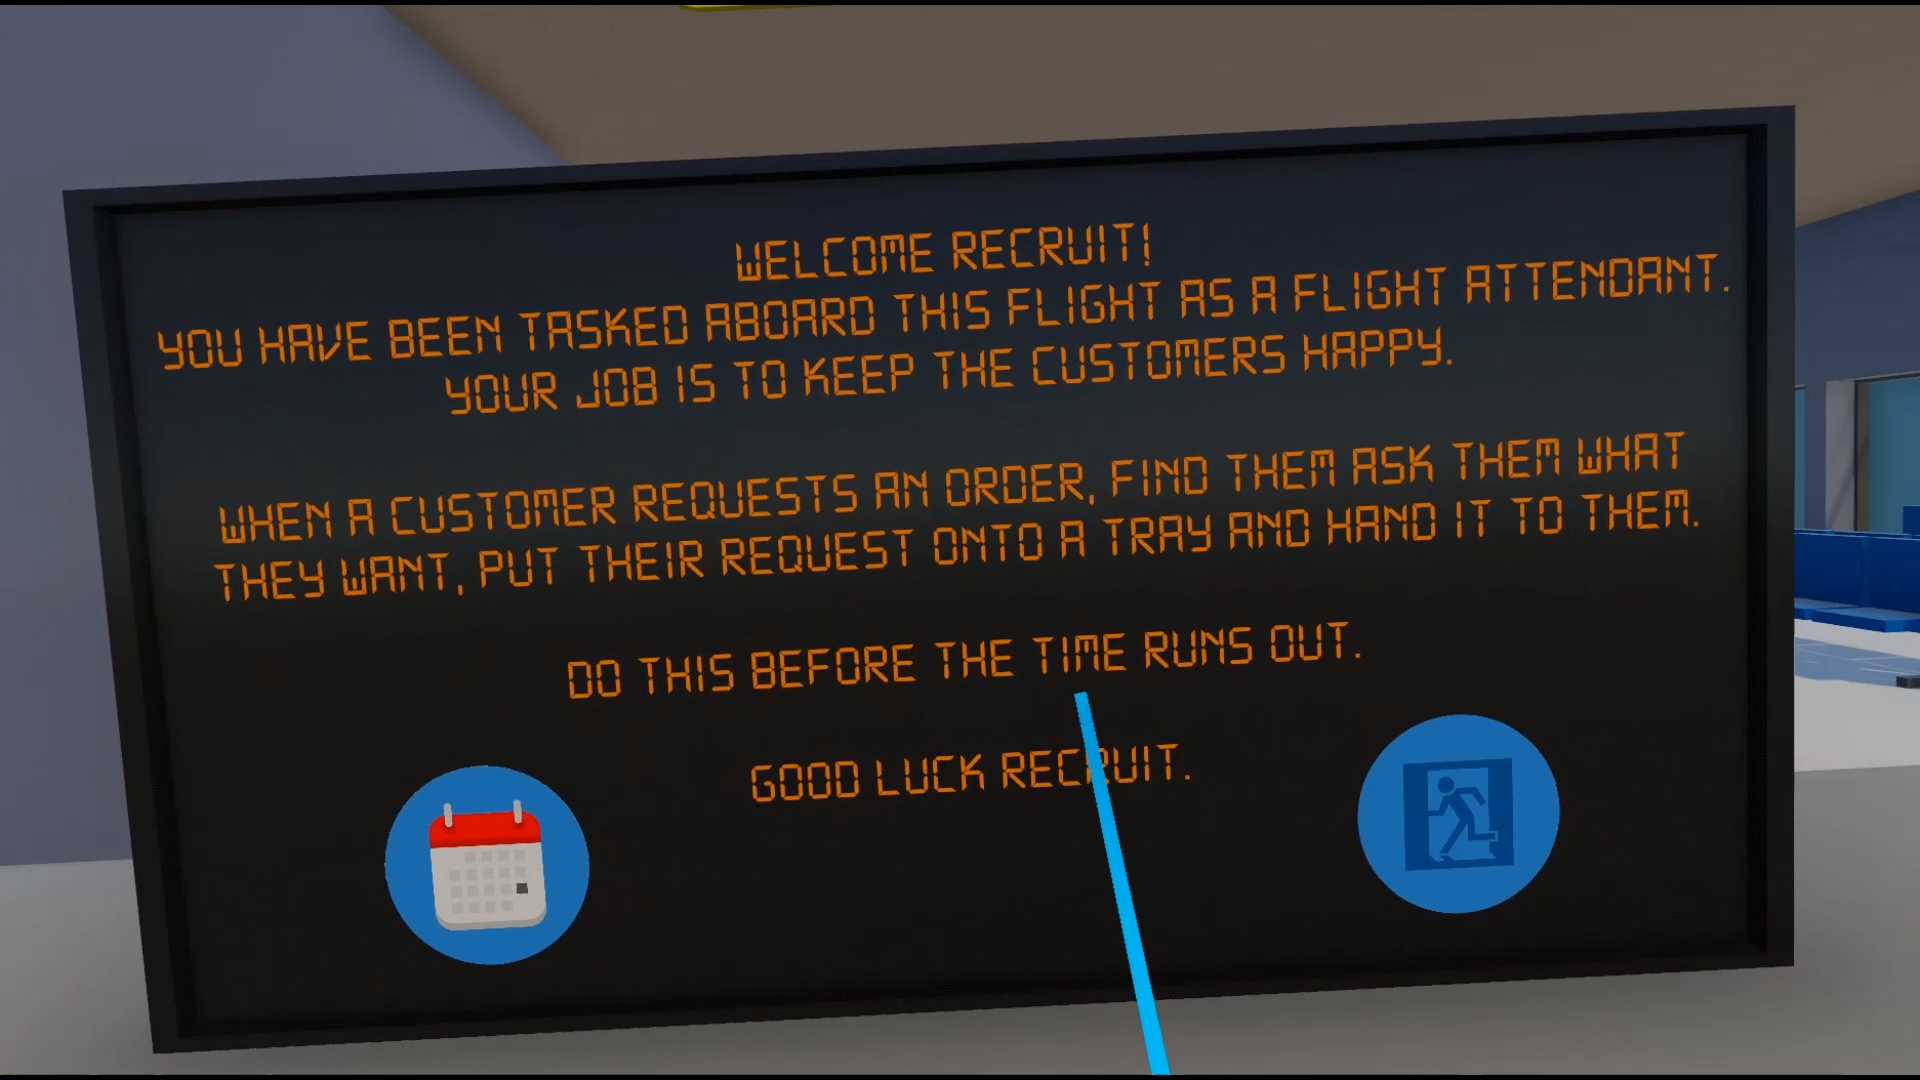 WELCOME RECRUIT!
YOU HAVE BEEN TASKED ABOARD THIS FLIGHT AS A FLIGHT ATTENDANT.
YOUR JOB IS TO KEEP THE CUSTOMERS HAPPY.
WHEN A CUSTOMER REQUESTS AN ORDER, FIND THEM ASK THEM WHAT
THEY WANT, PUT THEIR REQUEST ONTO A TRAY AND HAND IT TO THEM.
DO THIS BEFORE THE TIME RUNS OUT.
GOOD LUCK RECRUIT.